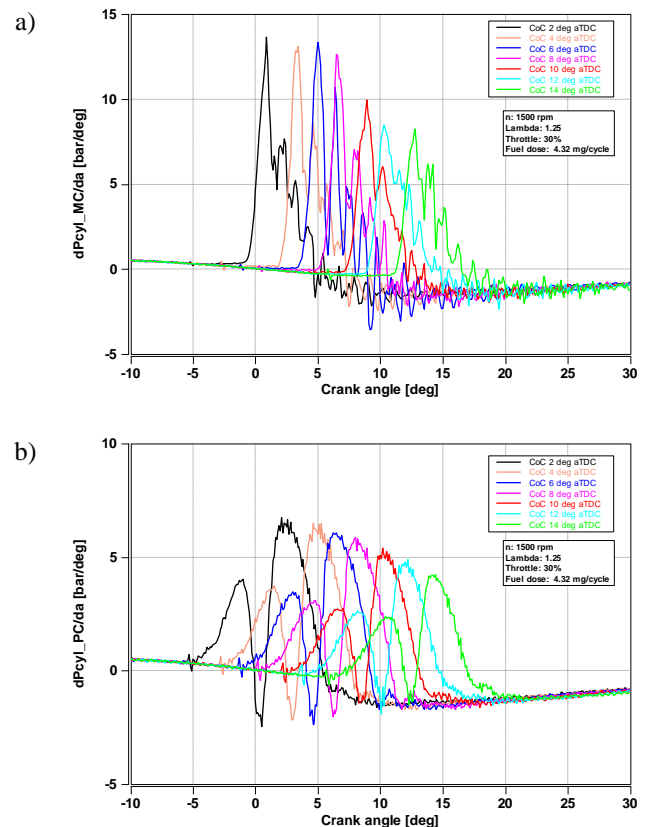 a)
15
10
5
0
-5
dPcyl_MC/da [bar/deg]
CoC 2 deg aTDC
CoC 4 deg aTDC
CoC 6 deg aTDC
CoC 8 deg aTDC
CoC 10 deg aTDC
CoC 12 deg aTDC
CoC 14 deg aTDC
n: 1500 rpm
Lambda: 1.25
Throttle: 30%
Fuel dose: 4.32 mg/cycle
-10 -5 0 5 10 15 20 25 30
Crank angle [deg]
b)
10
5
0
-5
dPcyl_PC/da [bar/deg]
CoC 2 deg aTDC
CoC 4 deg aTDC
CoC 6 deg aTDC
CoC 8 deg aTDC
CoC 10 deg aTDC
CoC 12 deg aTDC
CoC 14 deg aTDC
n: 1500 rpm
Lambda: 1.25
Throttle: 30%
Fuel dose: 4.32 mg/cycle
-10 -5 0 5 10 15 20 25 30
Crank angle [deg]